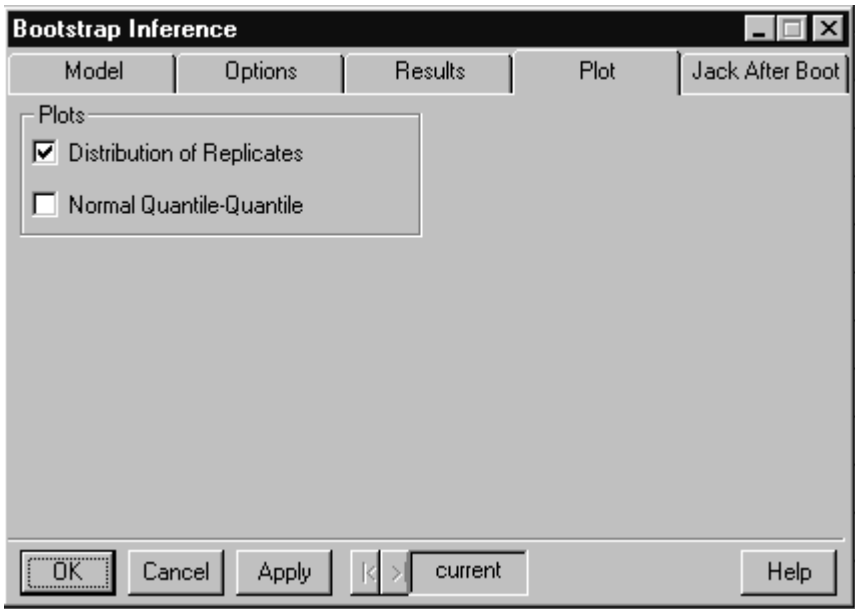 Bootstrap Inference
Model Options Results Plot Jack After Boot
Plots
Distribution of Replicates
Normal Quantile-Quantile
OK Cancel Apply |< >| current Help